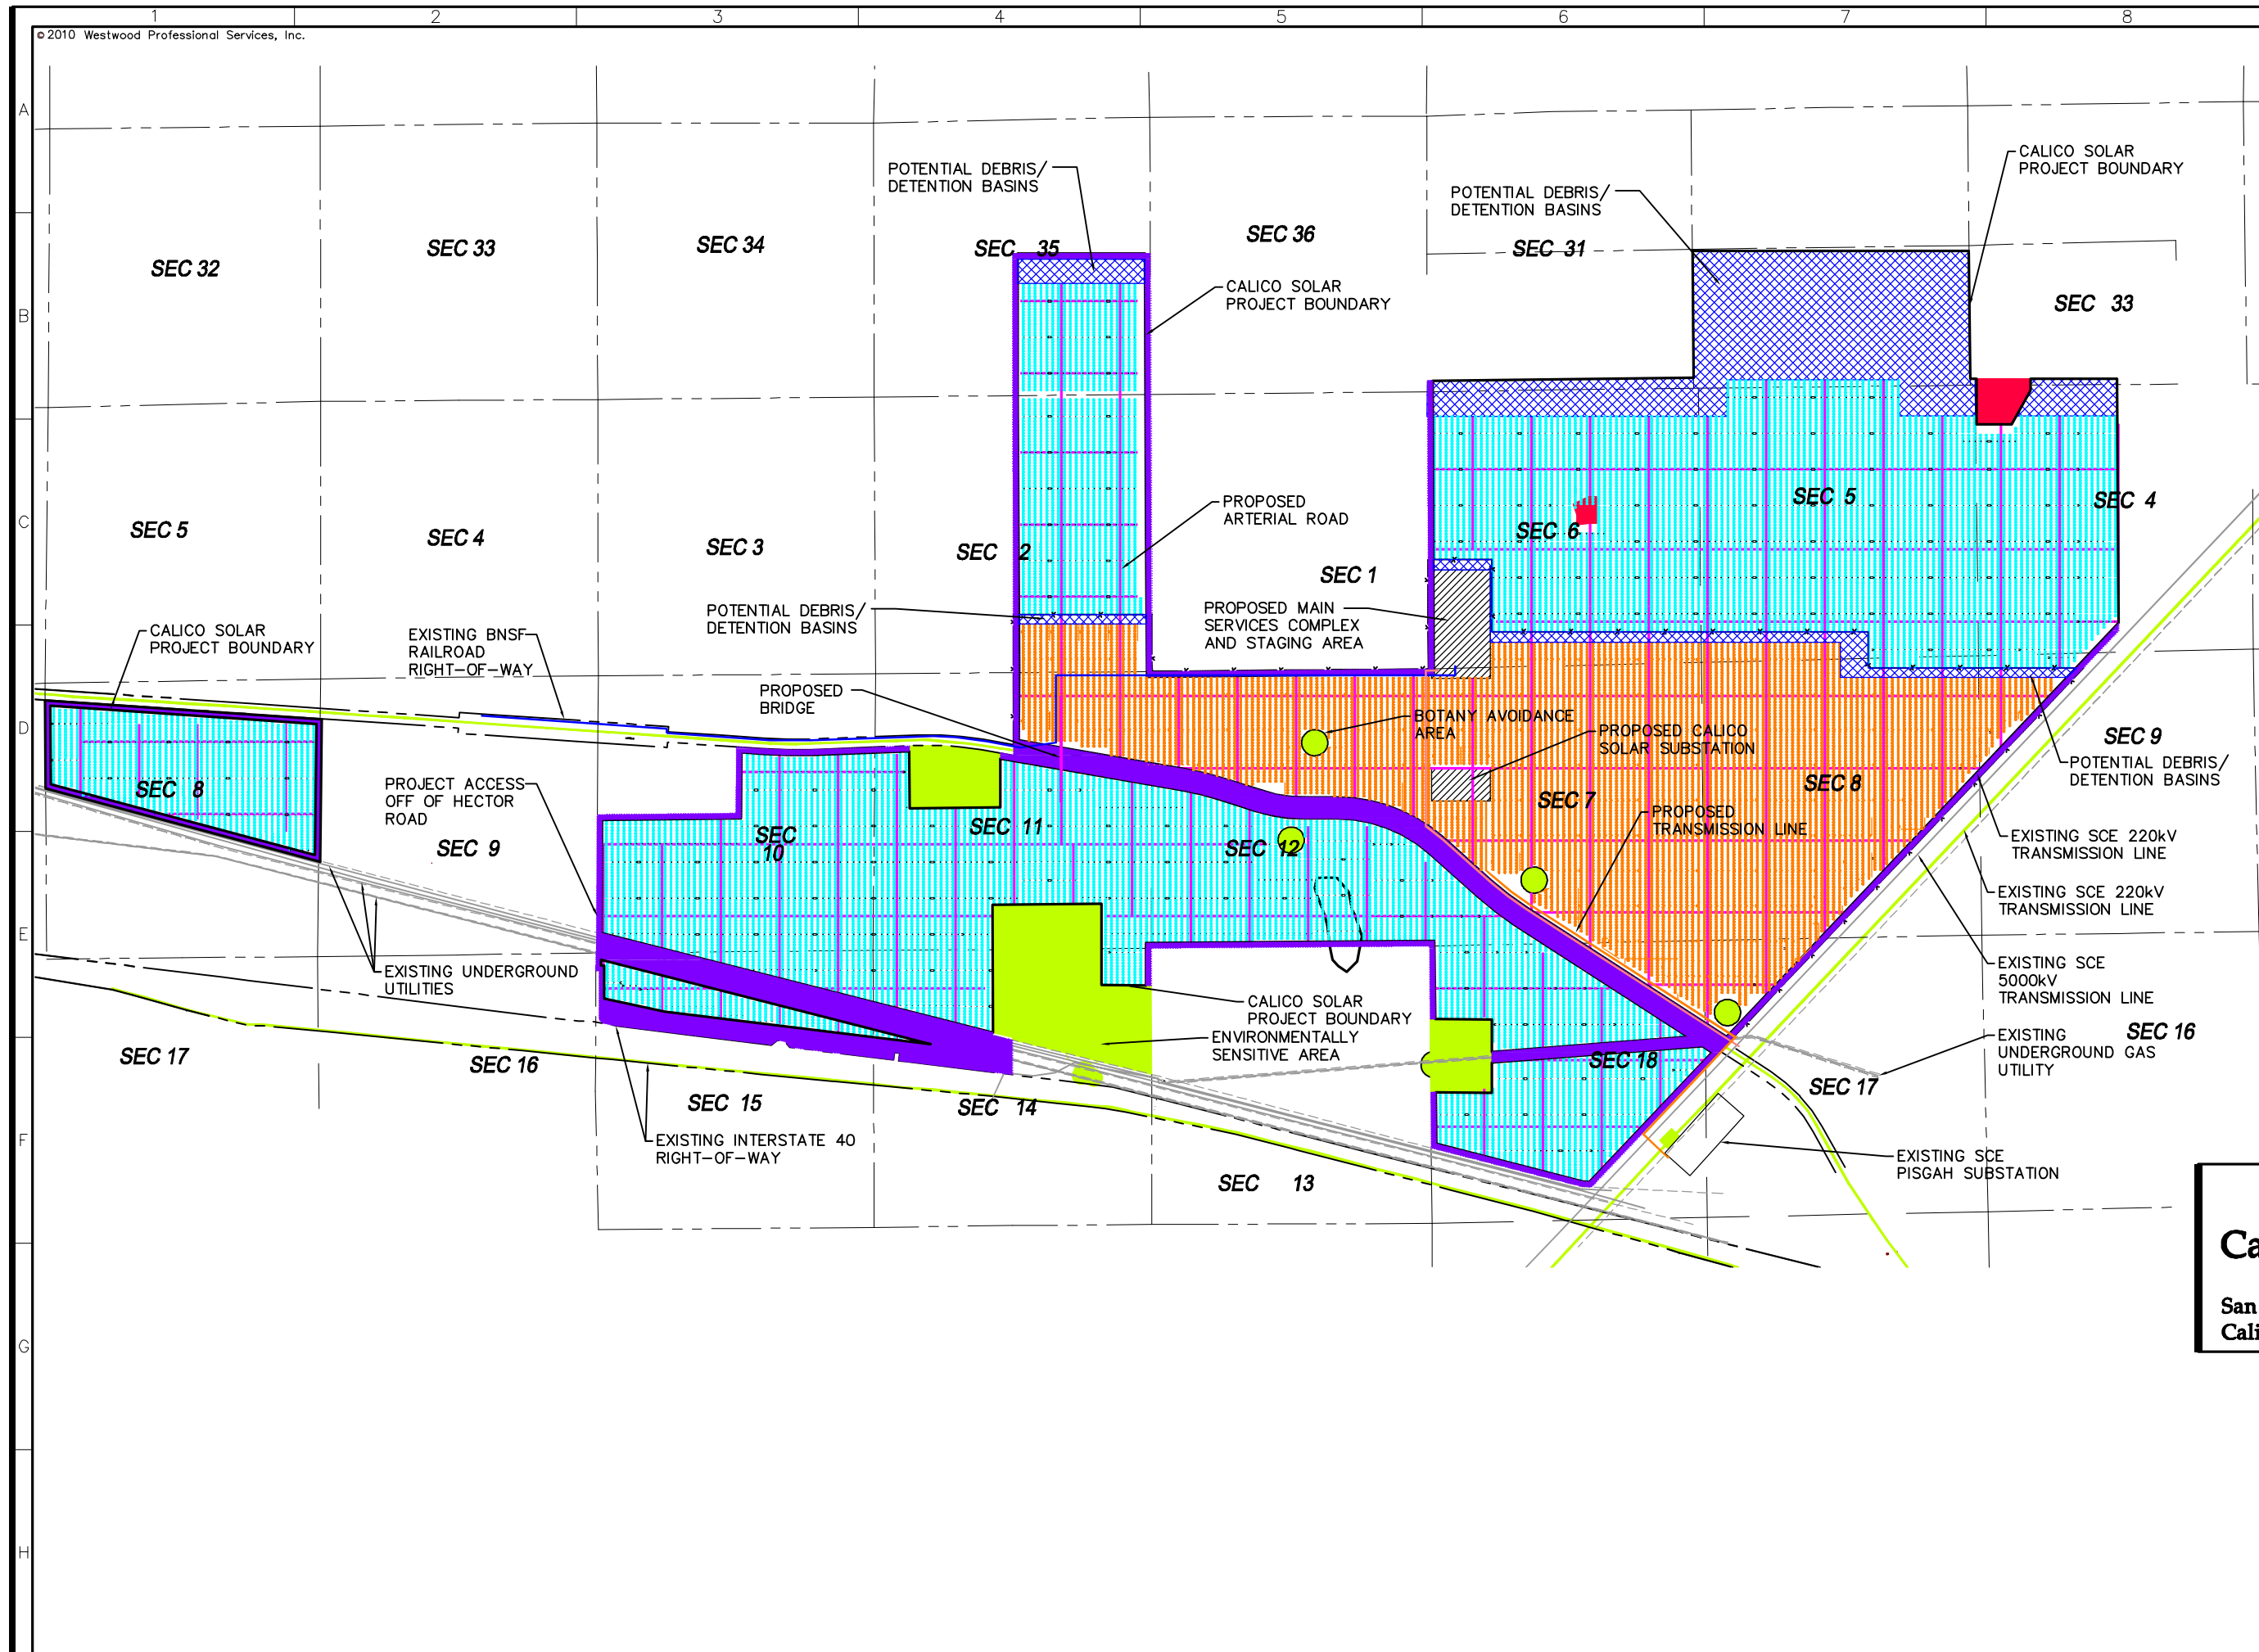 1 2 3 4 5 6 7 8
© 2010 Westwood Professional Services, Inc.
A
B
C
D
E
F
G
H
POTENTIAL DEBRIS/
DETENTION BASINS
POTENTIAL DEBRIS/
DETENTION BASINS
CALICO SOLAR
PROJECT BOUNDARY
SEC 32
SEC 33
SEC 34
SEC 35
SEC 36
SEC 31
SEC 33
CALICO SOLAR
PROJECT BOUNDARY
SEC 5
SEC 4
SEC 3
SEC 2
PROPOSED
ARTERIAL ROAD
SEC 1
SEC 6
SEC 5
SEC 4
POTENTIAL DEBRIS/
DETENTION BASINS
PROPOSED MAIN
SERVICES COMPLEX
AND STAGING AREA
CALICO SOLAR
PROJECT BOUNDARY
EXISTING BNSF
RAILROAD
RIGHT-OF-WAY
PROPOSED
BRIDGE
BOTANY AVOIDANCE
AREA
PROPOSED CALICO
SOLAR SUBSTATION
SEC 9
POTENTIAL DEBRIS/
DETENTION BASINS
SEC 8
PROJECT ACCESS
OFF OF HECTOR
ROAD
SEC 9
SEC
10
SEC 11
SEC 12
SEC 7
PROPOSED
TRANSMISSION LINE
SEC 8
EXISTING SCE 220kV
TRANSMISSION LINE
EXISTING SCE 220kV
TRANSMISSION LINE
EXISTING SCE
5000kV
TRANSMISSION LINE
EXISTING UNDERGROUND
UTILITIES
CALICO SOLAR
PROJECT BOUNDARY
ENVIRONMENTALLY
SENSITIVE AREA
EXISTING
UNDERGROUND GAS
UTILITY
SEC 16
SEC 17
SEC 16
SEC 15
SEC 14
SEC 18
SEC 17
EXISTING INTERSTATE 40
RIGHT-OF-WAY
SEC 13
EXISTING SCE
PISGAH SUBSTATION
Ca
San
Cali